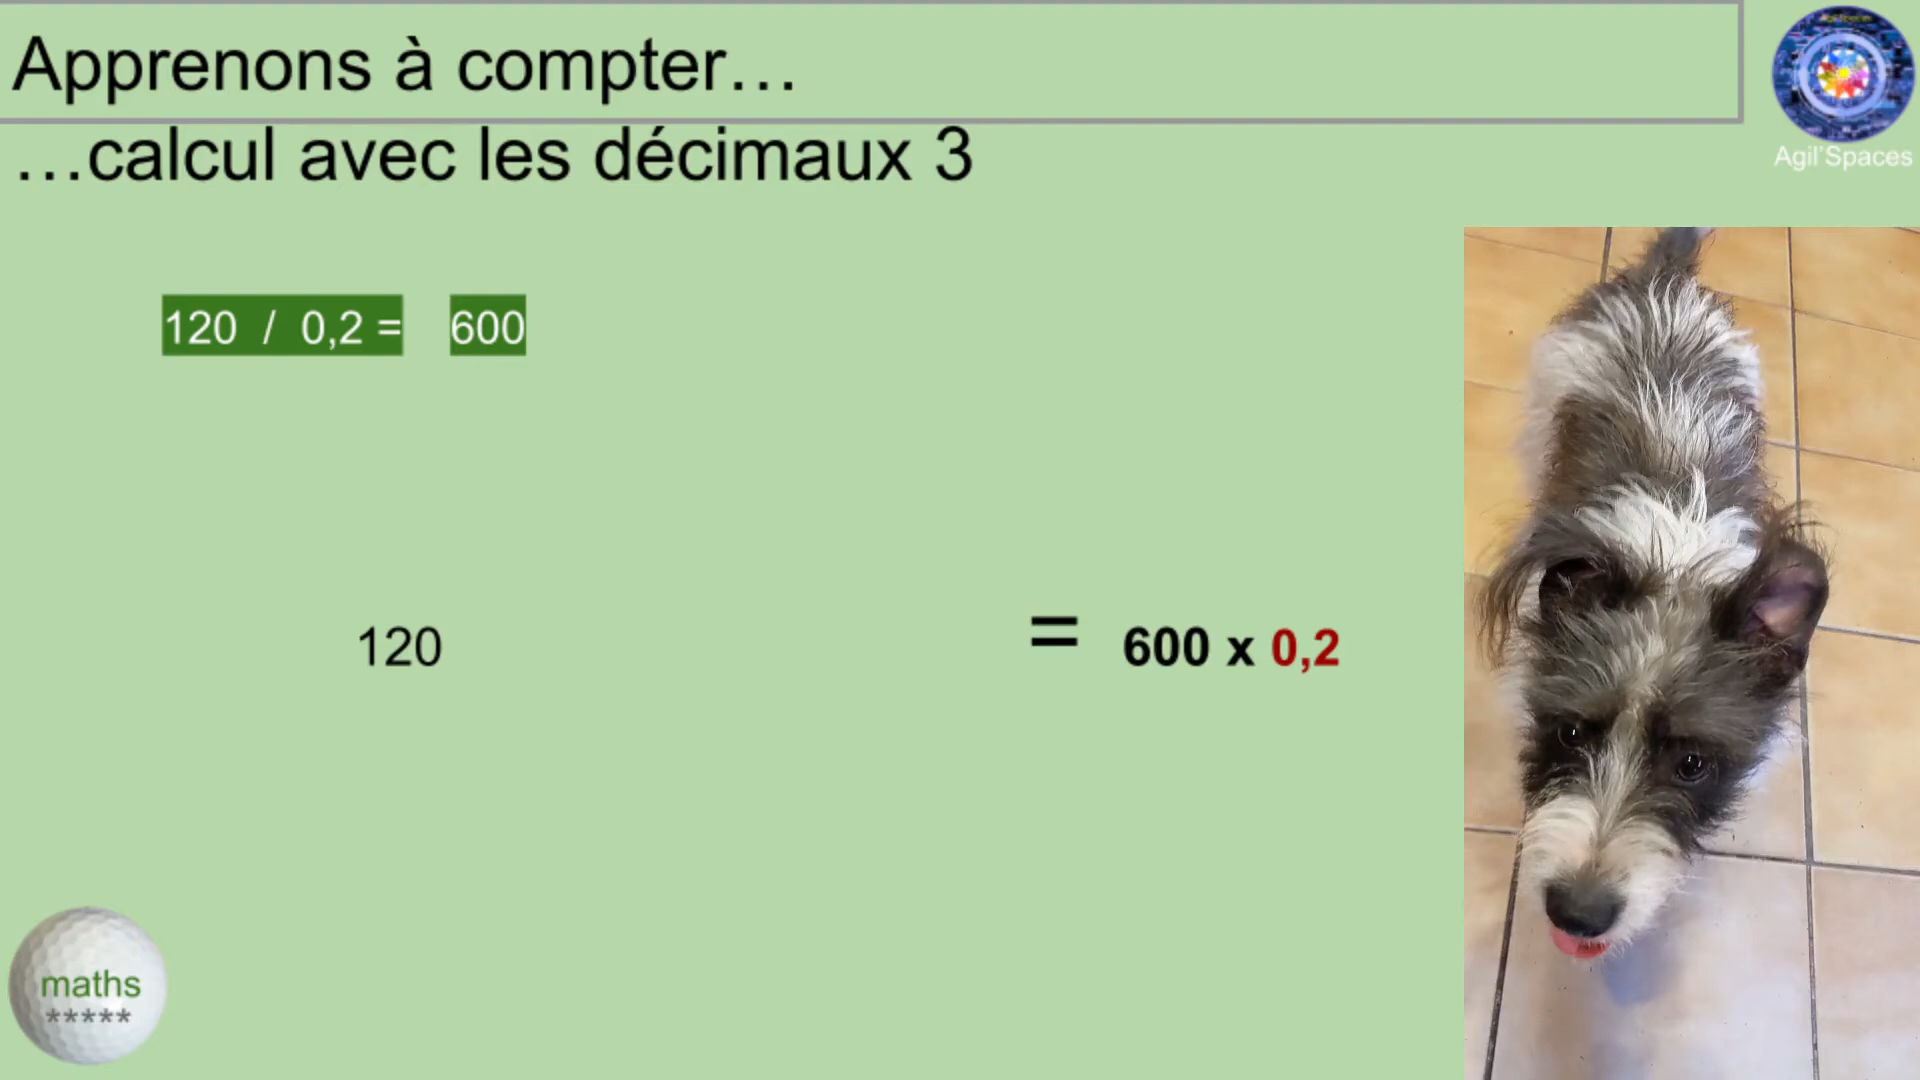 Apprenons à compter...
...calcul avec les décimaux 3
Agil'Spaces
120 / 0,2 = 600
120 = 600 x 0,2
maths
*****